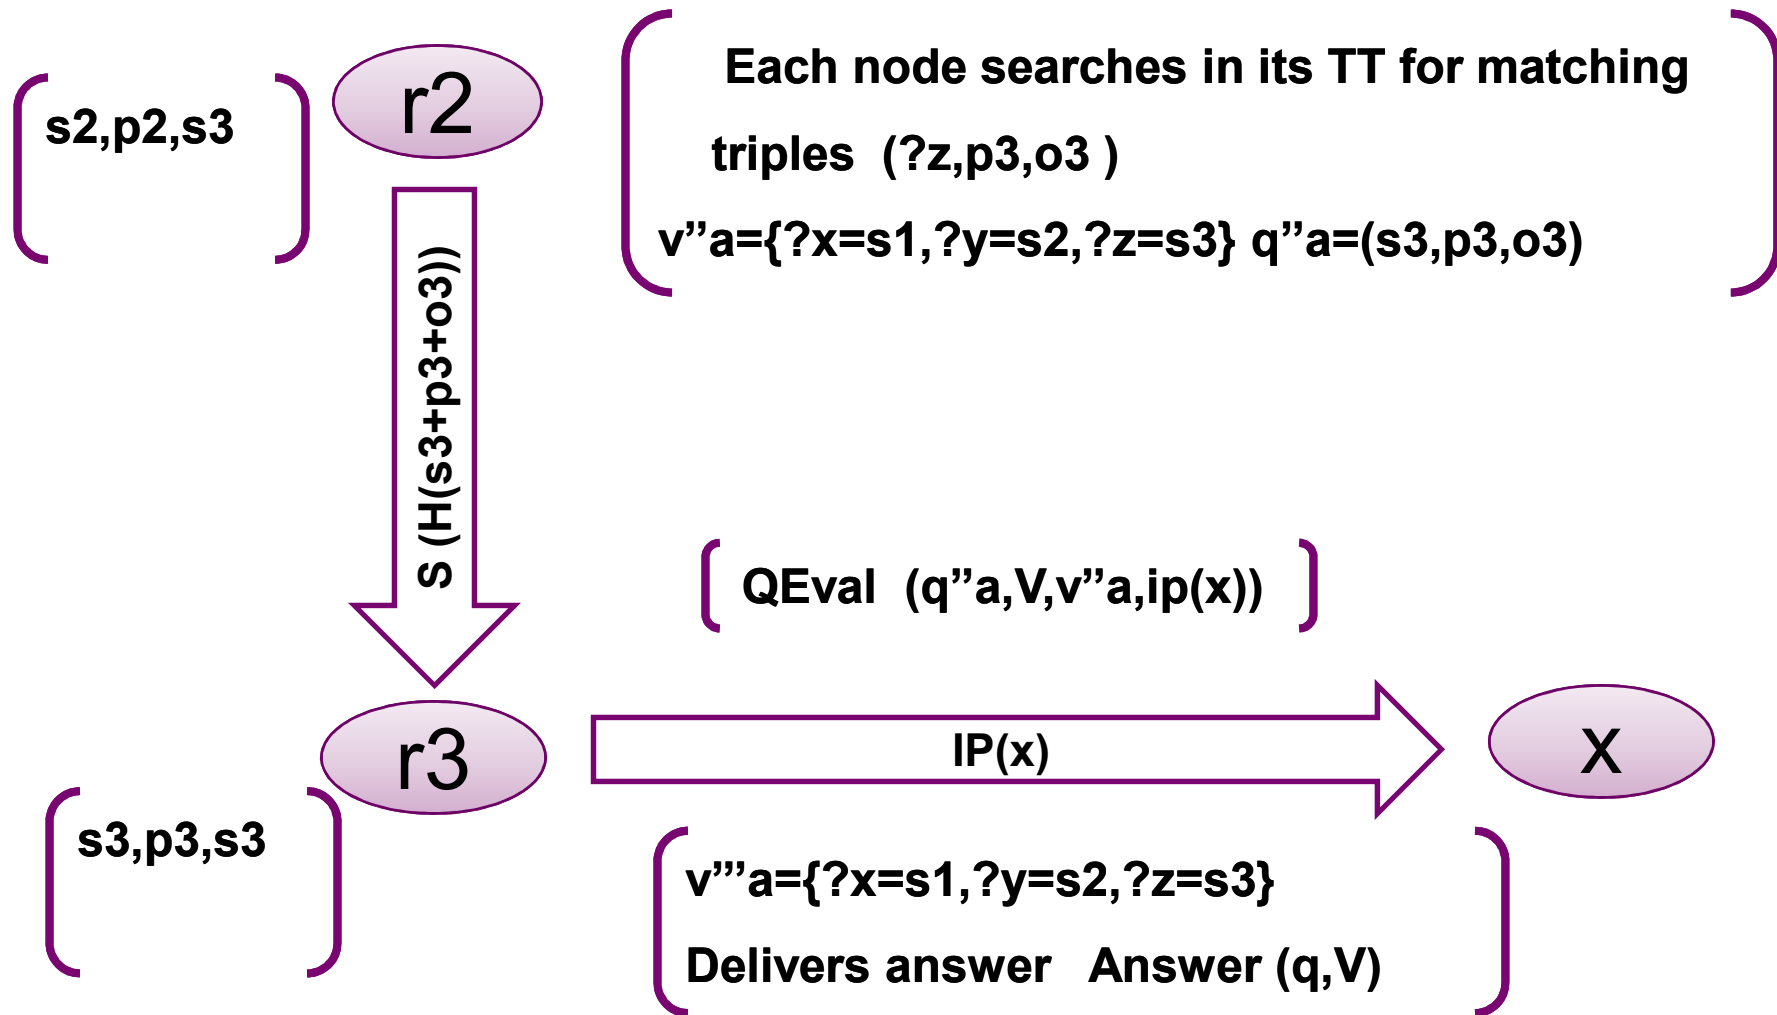 s2,p2,s3
r2
Each node searches in its TT for matching
triples (?z,p3,o3 )
v”a={?x=s1,?y=s2,?z=s3} q”a=(s3,p3,o3)
S (H(s3+p3+o3))
QEval (q”a,V,v”a,ip(x))
r3
IP(x)
x
s3,p3,s3
v”’a={?x=s1,?y=s2,?z=s3}
Delivers answer Answer (q,V)